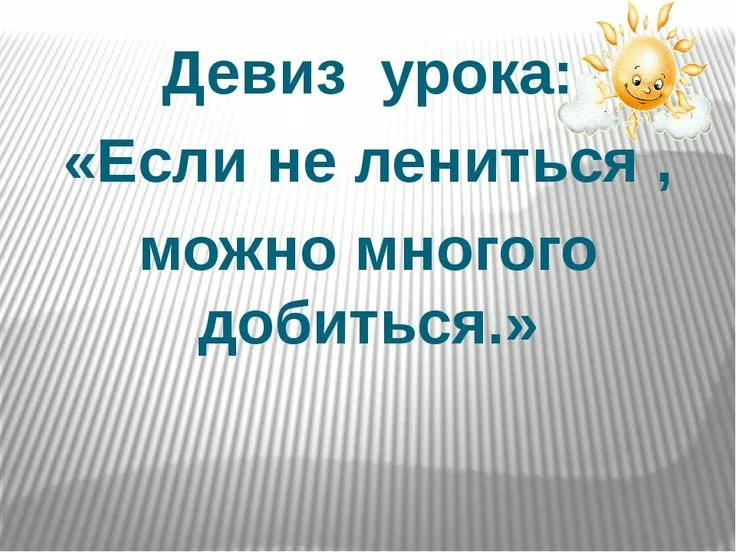 Девиз урока:
«Если не лениться ,
можно многого
добиться.»